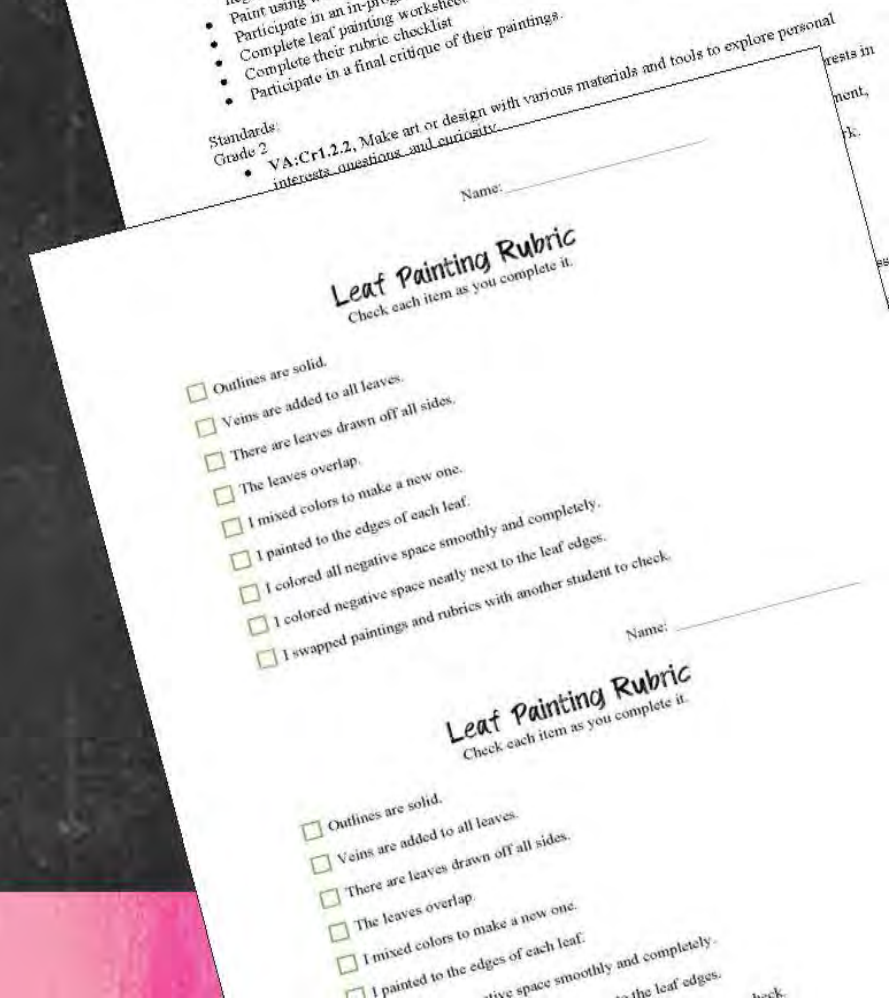 Paint using
Participate in an
Complete leaf painting
Complete their rubric checklist
Participate in a final critique of their paintings.
Standards:
Grade 2
VA:Cr1.2.2, Make art or design with various materials and tools to explore personal
interests, questions, and curiosity.
Name:
Leaf Painting Rubric
Check each item as you complete it.
Outlines are solid.
Veins are added to all leaves.
There are leaves drawn off all sides.
The leaves overlap.
I mixed colors to make a new one.
I painted to the edges of each leaf.
I colored all negative space smoothly and completely.
I colored negative space neatly next to the leaf edges.
I swapped paintings and rubrics with another student to check.
Name:
Leaf Painting Rubric
Check each item as you complete it.
Outlines are solid.
Veins are added to all leaves.
There are leaves drawn off all sides.
The leaves overlap.
I mixed colors to make a new one.
I painted to the edges of each leaf.
space smoothly and completely.
the leaf edges.